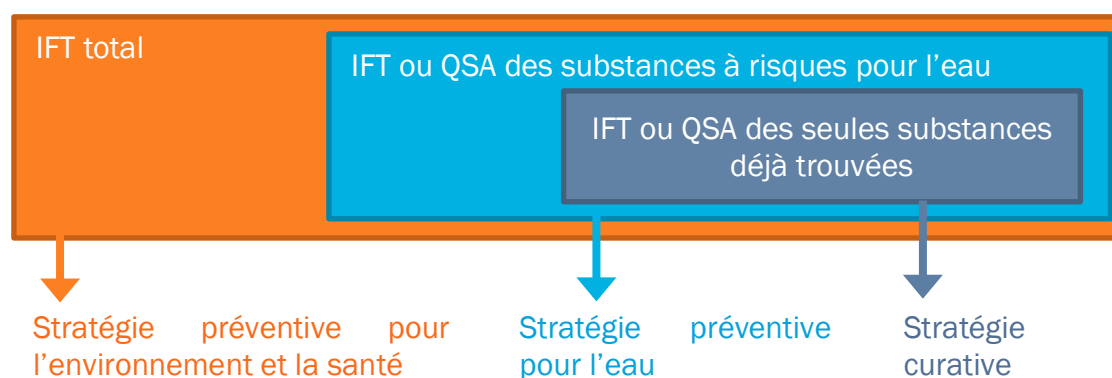 IFT total
IFT ou QSA des substances à risques pour l’eau
IFT ou QSA des seules substances
déjà trouvées
Stratégie préventive pour
l’environnement et la santé
Stratégie préventive
pour l’eau
Stratégie
curative